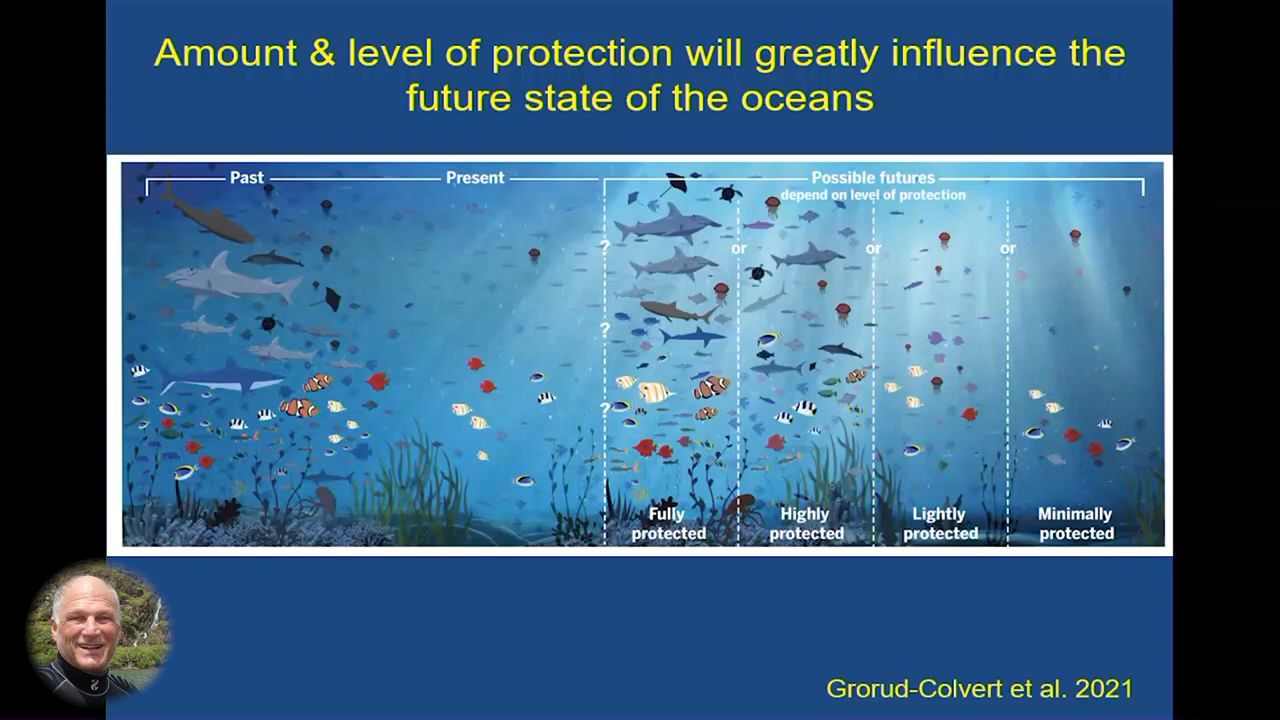 Amount & level of protection will greatly influence the
future state of the oceans
Past
Present
Possible futures
depend on level of protection
?
or
or
or
?
?
Fully
protected
Highly
protected
Lightly
protected
Minimally
protected
Grorud-Colvert et al. 2021